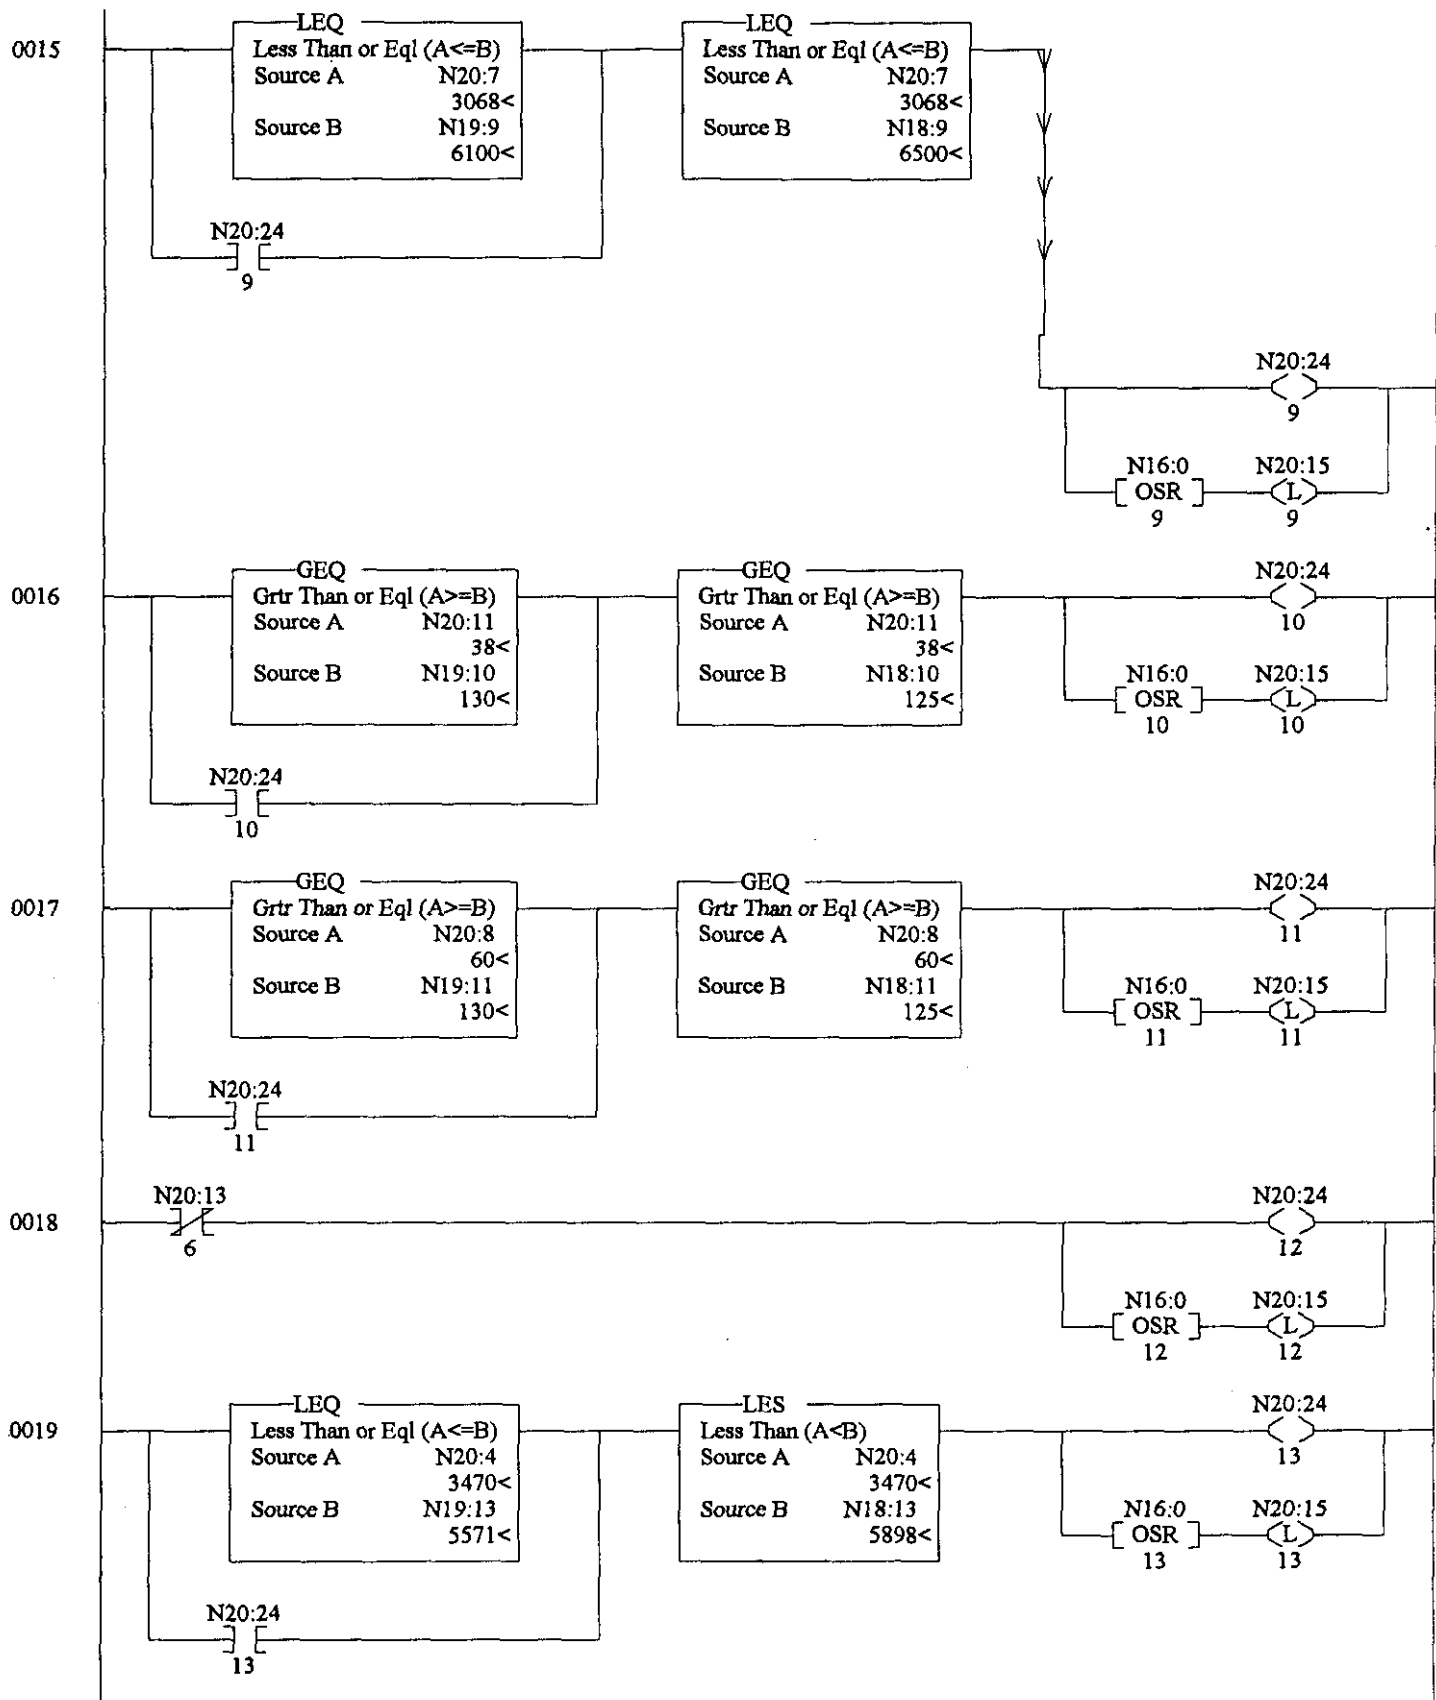 0015
LEQ
Less Than or Eql (A<=B)
Source A N20:7
3068<
Source B N19:9
6100<
LEQ
Less Than or Eql (A<=B)
Source A N20:7
3068<
Source B N18:9
6500<
N20:24
9
N20:24
9
N16:0 N20:15
OSR L
9 9
0016
GEQ
Grtr Than or Eql (A>=B)
Source A N20:11
38<
Source B N19:10
130<
GEQ
Grtr Than or Eql (A>=B)
Source A N20:11
38<
Source B N18:10
125<
N20:24
10
N16:0 N20:15
OSR L
10 10
N20:24
10
0017
GEQ
Grtr Than or Eql (A>=B)
Source A N20:8
60<
Source B N19:11
130<
GEQ
Grtr Than or Eql (A>=B)
Source A N20:8
60<
Source B N18:11
125<
N20:24
11
N16:0 N20:15
OSR L
11 11
N20:24
11
0018
N20:13
6
N20:24
12
N16:0 N20:15
OSR L
12 12
0019
LEQ
Less Than or Eql (A<=B)
Source A N20:4
3470<
Source B N19:13
5571<
LES
Less Than (A<B)
Source A N20:4
3470<
Source B N18:13
5898<
N20:24
13
N16:0 N20:15
OSR L
13 13
N20:24
13